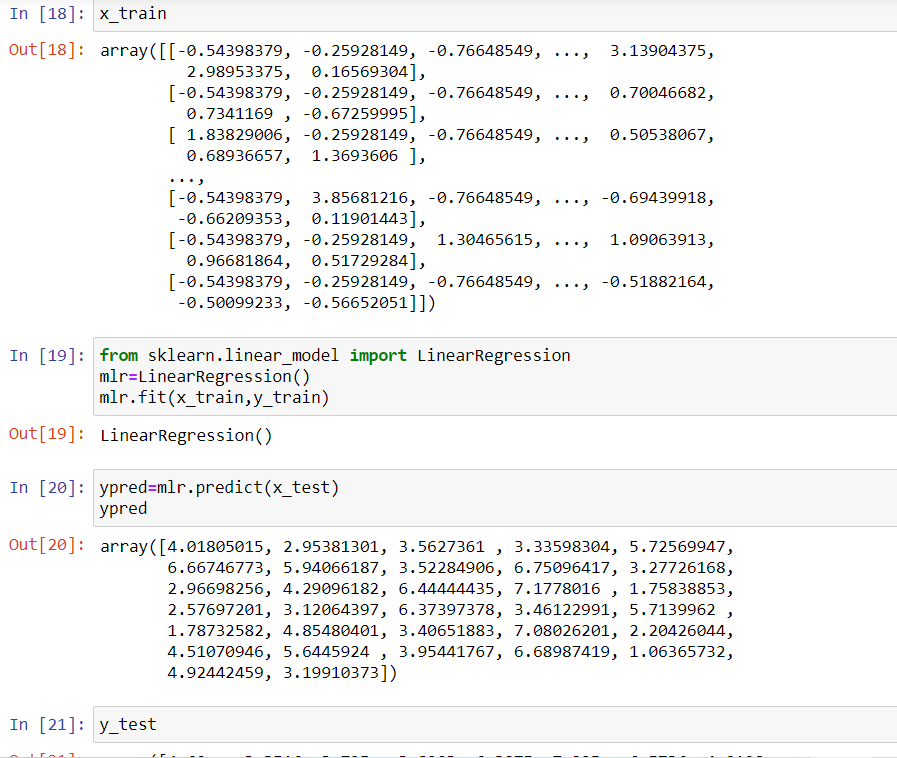 In [18]: x_train
Out[18]: array([[-0.54398379, -0.25928149, -0.76648549, ..., 3.13904375,
2.98953375, 0.16569304],
[-0.54398379, -0.25928149, -0.76648549, ..., 0.70046682,
0.7341169 , -0.67259995],
[ 1.83829006, -0.25928149, -0.76648549, ..., 0.50538067,
0.68936657, 1.3693606 ],
...,
[-0.54398379, 3.85681216, -0.76648549, ..., -0.69439918,
-0.66209353, 0.11901443],
[-0.54398379, -0.25928149, 1.30465615, ..., 1.09063913,
0.96681864, 0.51729284],
[-0.54398379, -0.25928149, -0.76648549, ..., -0.51882164,
-0.50099233, -0.56652051]])
In [19]: from sklearn.linear_model import LinearRegression
mlr=LinearRegression()
mlr.fit(x_train,y_train)
Out[19]: LinearRegression()
In [20]: ypred=mlr.predict(x_test)
ypred
Out[20]: array([4.01805015, 2.95381301, 3.5627361 , 3.33598304, 5.72569947,
6.66746773, 5.94066187, 3.52284906, 6.75096417, 3.27726168,
2.96698256, 4.29096182, 6.44444435, 7.1778016 , 1.75838853,
2.57697201, 3.12064397, 6.37397378, 3.46122991, 5.7139962 ,
1.78732582, 4.85480401, 3.40651883, 7.08026201, 2.20426044,
4.51070946, 5.6445924 , 3.95441767, 6.68987419, 1.06365732,
4.92442459, 3.19910373])
In [21]: y_test